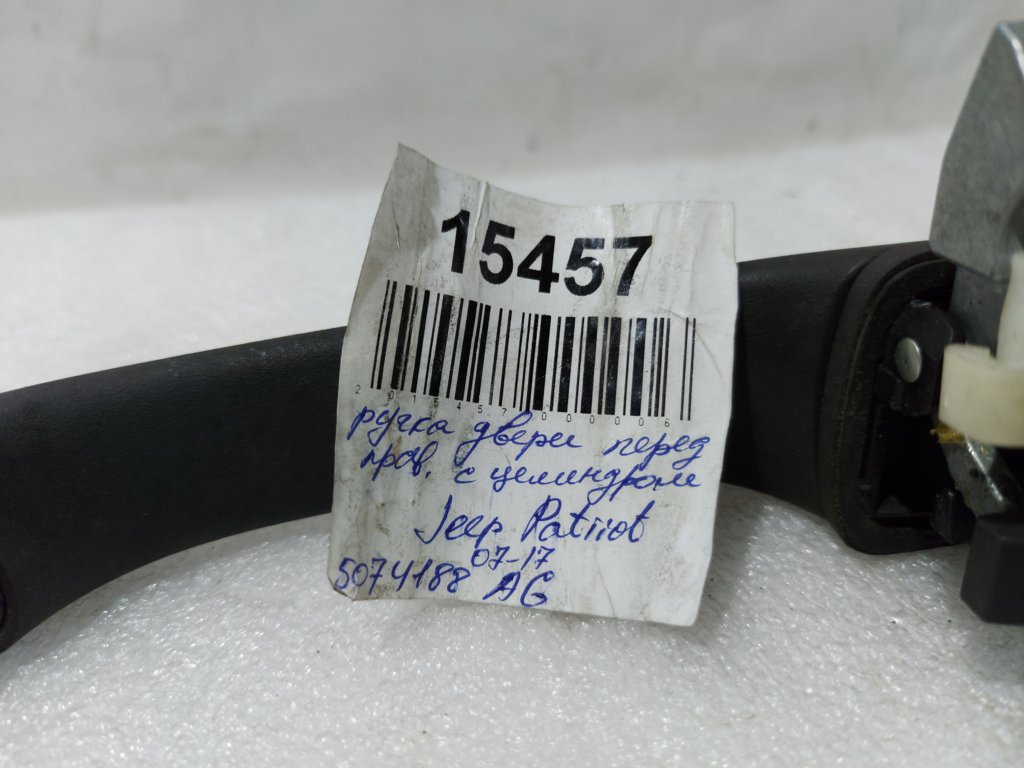 15457
2015457000006
ручка двери перед
прав. с цилиндром
Jeep Patriot
07-17
5074188 AG